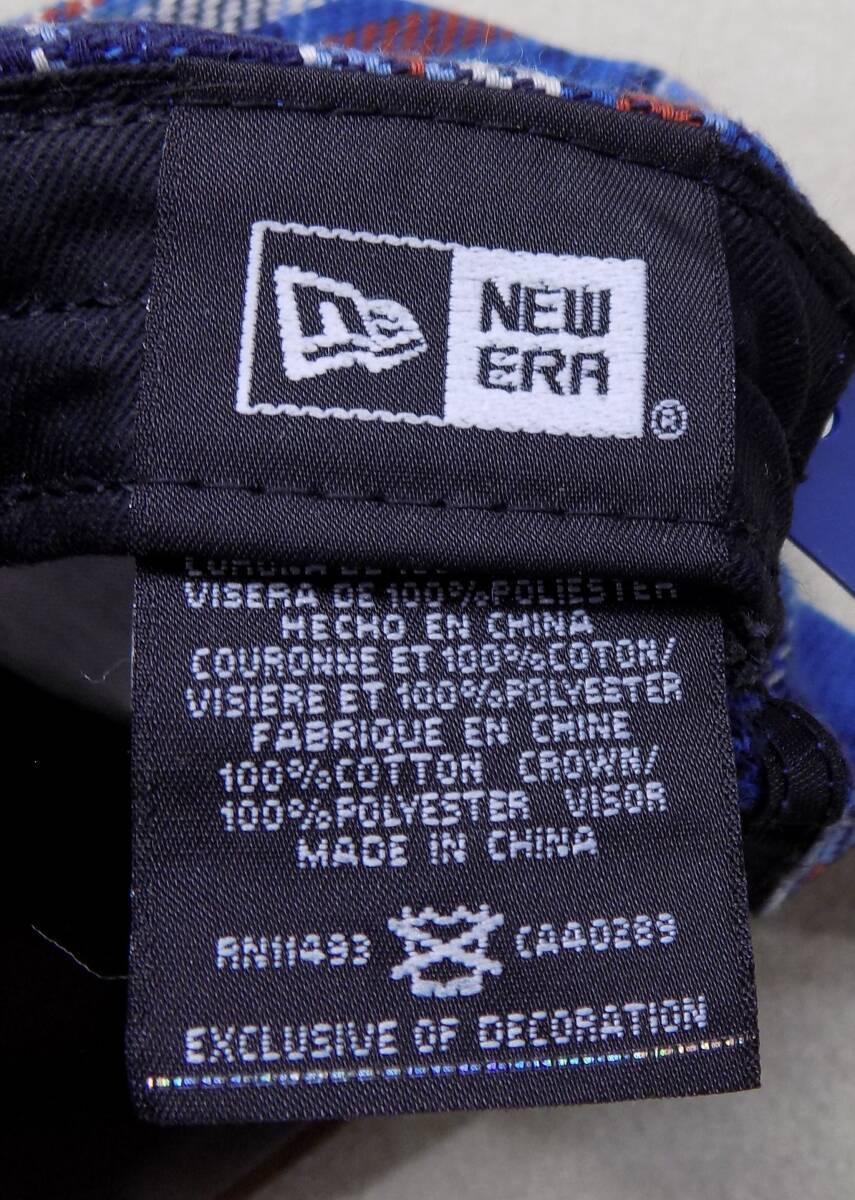 NEW
ERA
®
VISERA DE 100%POLIESTER
HECHO EN CHINA
COURONNE ET 100%COTON/
VISIERE ET 100%POLYESTER
FABRIQUE EN CHINE
100%COTTON CROWN/
100%POLYESTER VISOR
MADE IN CHINA
RN11493 CA40389
EXCLUSIVE OF DECORATION